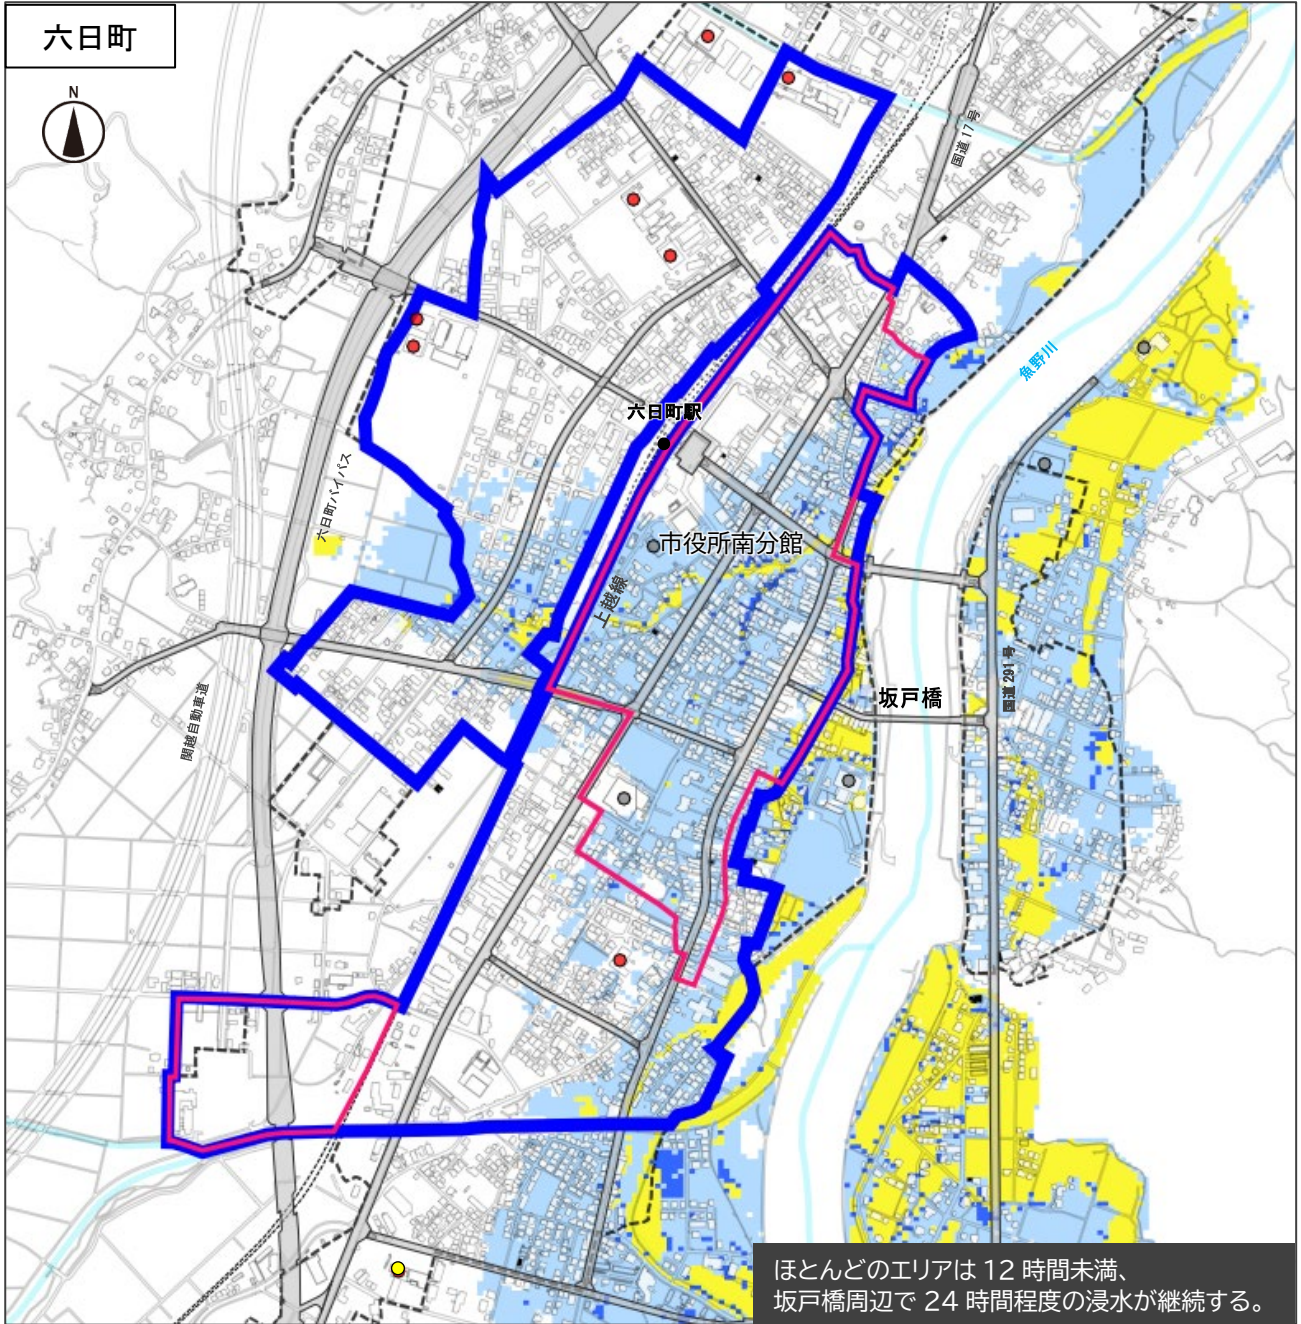 六日町
N
国道17号
魚野川
六日町駅
六日町バイパス
市役所南分館
上越線
国道291号
坂戸橋
関越自動車道
ほとんどのエリアは 12 時間未満、
坂戸橋周辺で 24 時間程度の浸水が継続する。